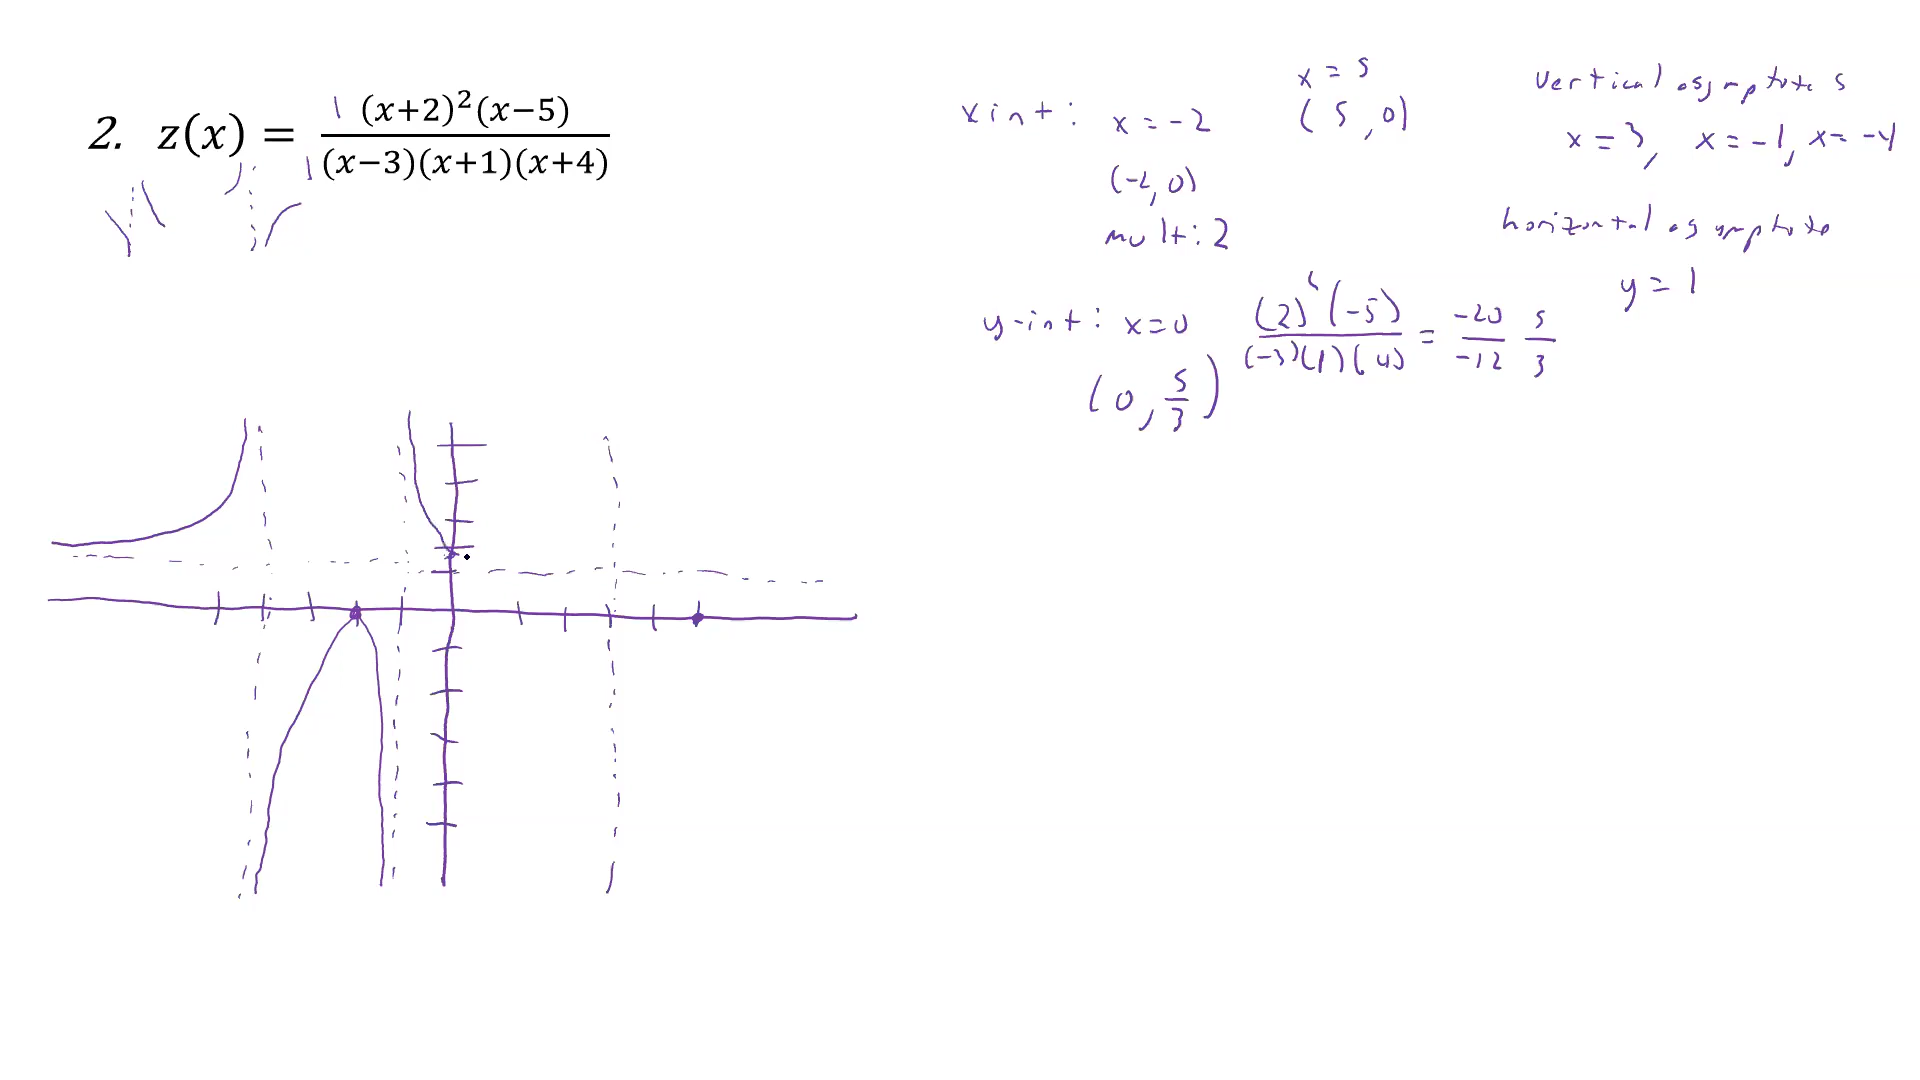 2. z(x) = 1 (x+2)²(x−5) / 1 (x−3)(x+1)(x+4)
x int: x = -2
(-2, 0)
mult: 2
x = 5
(5, 0)
y-int: x=0 (2)²(-5) / (-3)(1)(4) = -20 / -12 5 / 3
(0, 5/3)
vertical asymptotes
x = 3, x = -1, x = -4
horizontal asymptote
y = 1